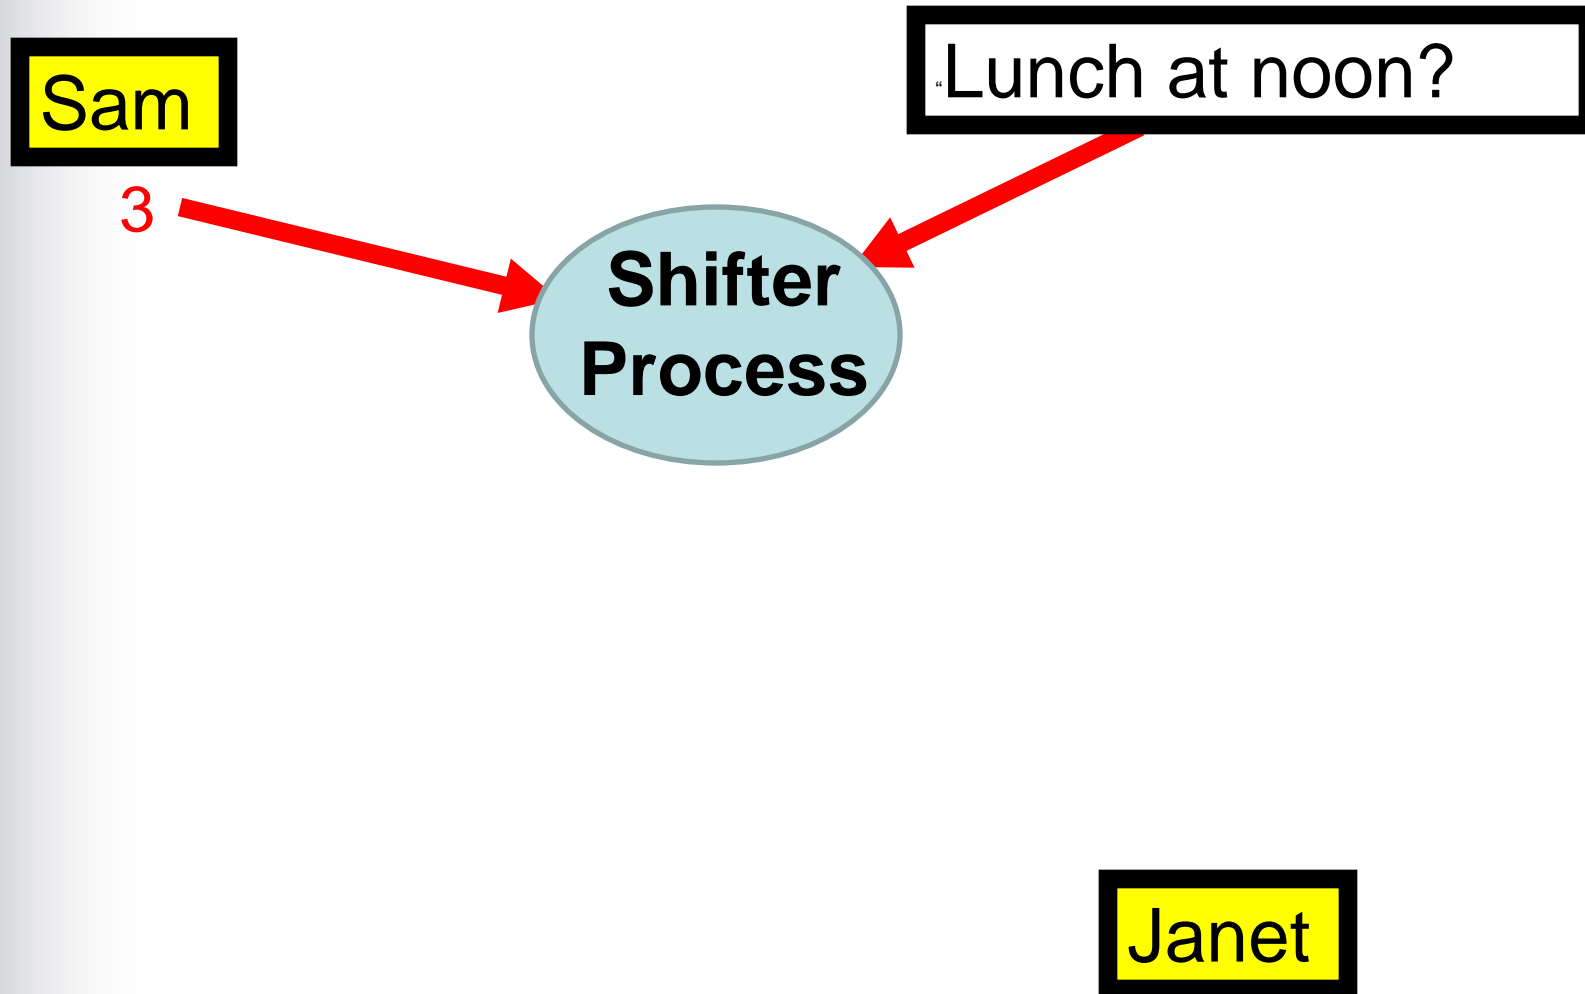 Sam
“Lunch at noon?
3
Shifter
Process
Janet